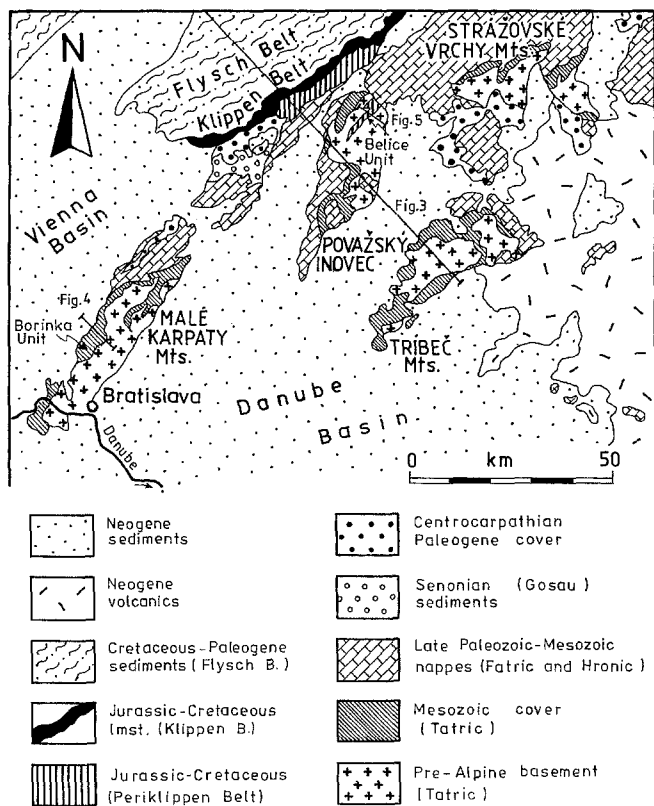 N
STRÁŽOVSKÉ
VRCHY Mts.
Flysch Belt
Klippen Belt
Fig.5
Belice
Unit
Vienna
Basin
Fig.3
POVAŽSKÝ
INOVEC
Fig.4
Borinka
Unit
MALÉ
KARPATY
Mts.
TRÍBEČ
Mts.
Bratislava
Danube
Basin
Danube
0 km 50
Neogene
sediments
Neogene
volcanics
Cretaceous-Paleogene
sediments (Flysch B.)
Jurassic-Cretaceous
lmst. (Klippen B.)
Jurassic-Cretaceous
(Periklippen Belt)
Centrocarpathian
Paleogene cover
Senonian (Gosau)
sediments
Late Paleozoic-Mesozoic
nappes (Fatric and Hronic)
Mesozoic cover
(Tatric)
Pre-Alpine basement
(Tatric)